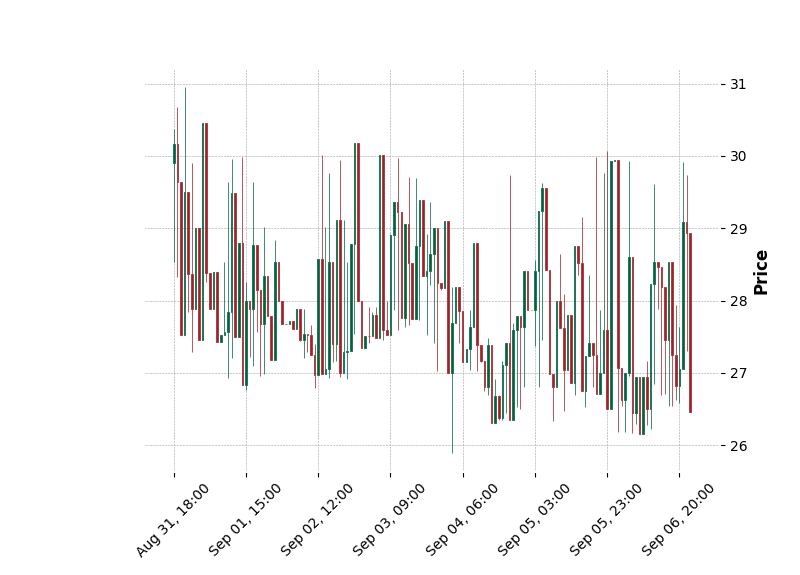 31
30
29
28
27
26
Price
Aug 31, 18:00
Sep 01, 15:00
Sep 02, 12:00
Sep 03, 09:00
Sep 04, 06:00
Sep 05, 03:00
Sep 05, 23:00
Sep 06, 20:00